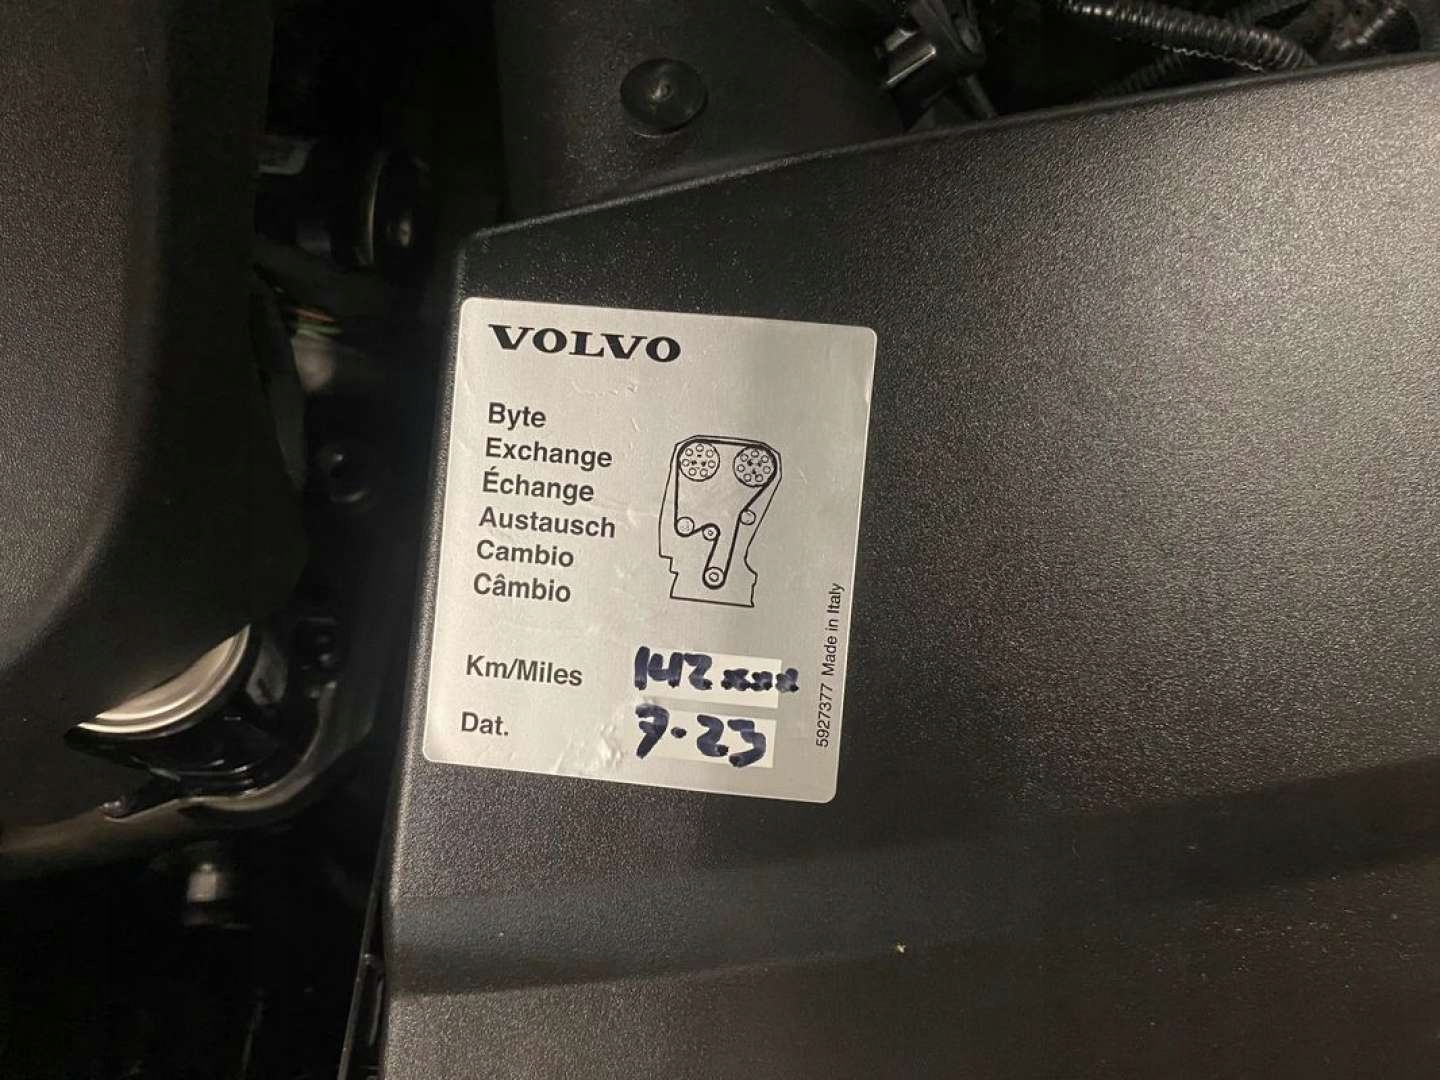 VOLVO
Byte
Exchange
Échange
Austausch
Cambio
Câmbio
Km/Miles 142xxx
Dat. 7-23
5927377 Made in Italy